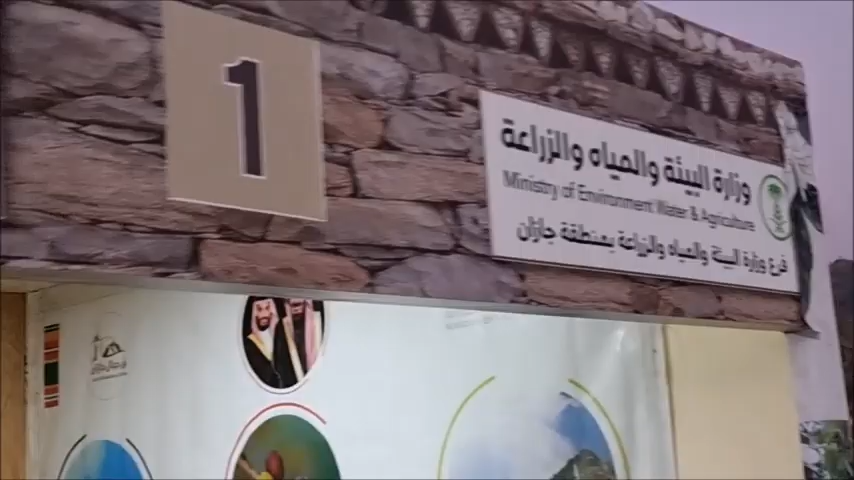 1
وزارة البيئة والمياه والزراعة
Ministry of Environment Water & Agriculture
فرع وزارة البيئة والمياه والزراعة بمنطقة جازان